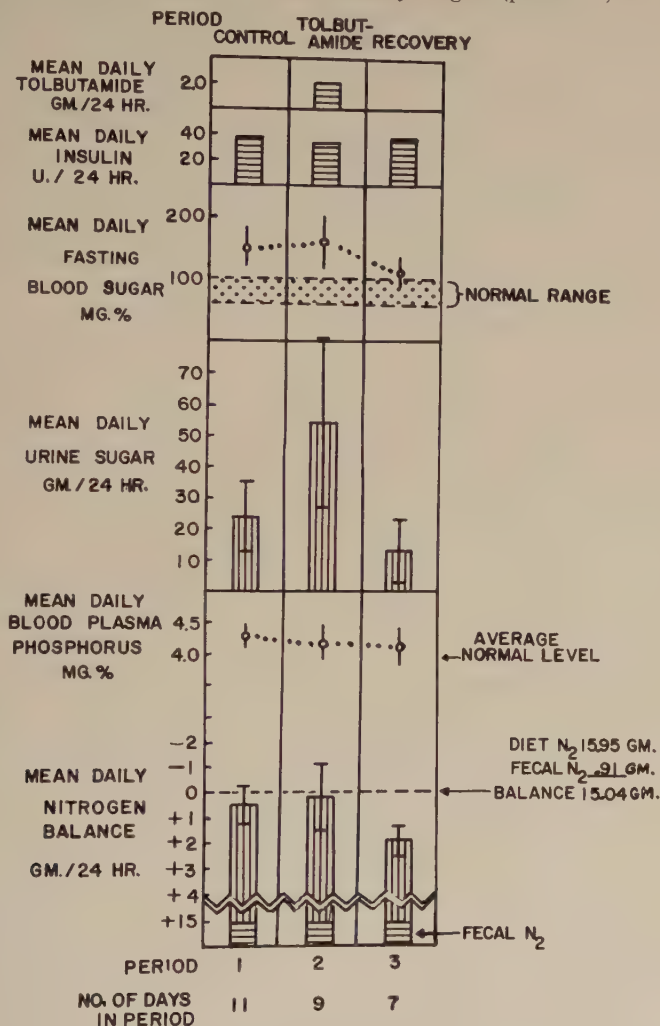 PERIOD
CONTROL TOLBUT-AMIDE RECOVERY
MEAN DAILY
TOLBUTAMIDE
GM./24 HR.
2.0
MEAN DAILY
INSULIN
U./ 24 HR.
40
20
MEAN DAILY
FASTING
BLOOD SUGAR
MG.%
200
100
NORMAL RANGE
MEAN DAILY
URINE SUGAR
GM./24 HR.
70
60
50
40
30
20
10
MEAN DAILY
BLOOD PLASMA
PHOSPHORUS
MG.%
4.5
4.0
AVERAGE
NORMAL LEVEL
MEAN DAILY
NITROGEN
BALANCE
GM./24 HR.
-2
-1
0
+1
+2
+3
+4
+15
DIET N2 15.95 GM.
FECAL N2 .91 GM.
BALANCE 15.04 GM.
FECAL N2
PERIOD 1 2 3
NO. OF DAYS
IN PERIOD
11 9 7